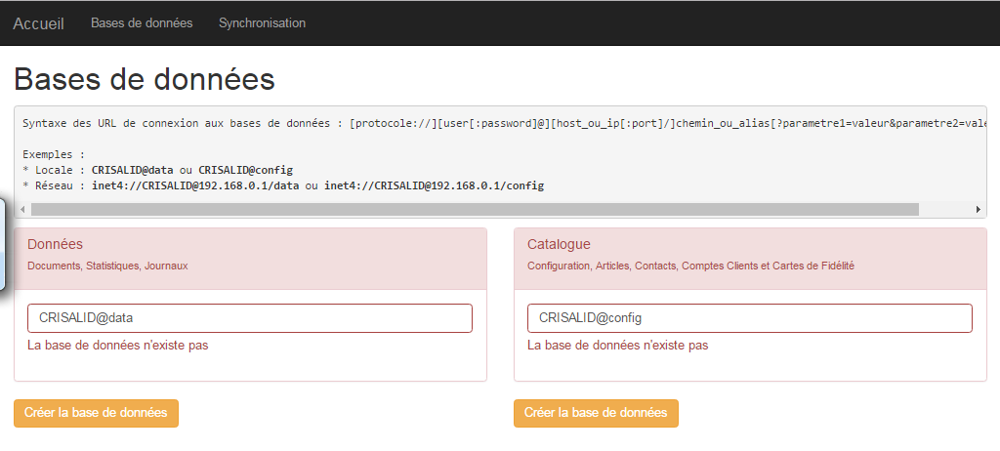 Accueil Bases de données Synchronisation
Bases de données
Syntaxe des URL de connexion aux bases de données : [protocole://][user[:password]@][host_ou_ip[:port]/]chemin_ou_alias[?parametre1=valeur&parametre2=vale
Exemples :
* Locale : CRISALID@data ou CRISALID@config
* Réseau : inet4://CRISALID@192.168.0.1/data ou inet4://CRISALID@192.168.0.1/config
Données
Documents, Statistiques, Journaux
CRISALID@data
La base de données n'existe pas
Créer la base de données
Catalogue
Configuration, Articles, Contacts, Comptes Clients et Cartes de Fidélité
CRISALID@config
La base de données n'existe pas
Créer la base de données